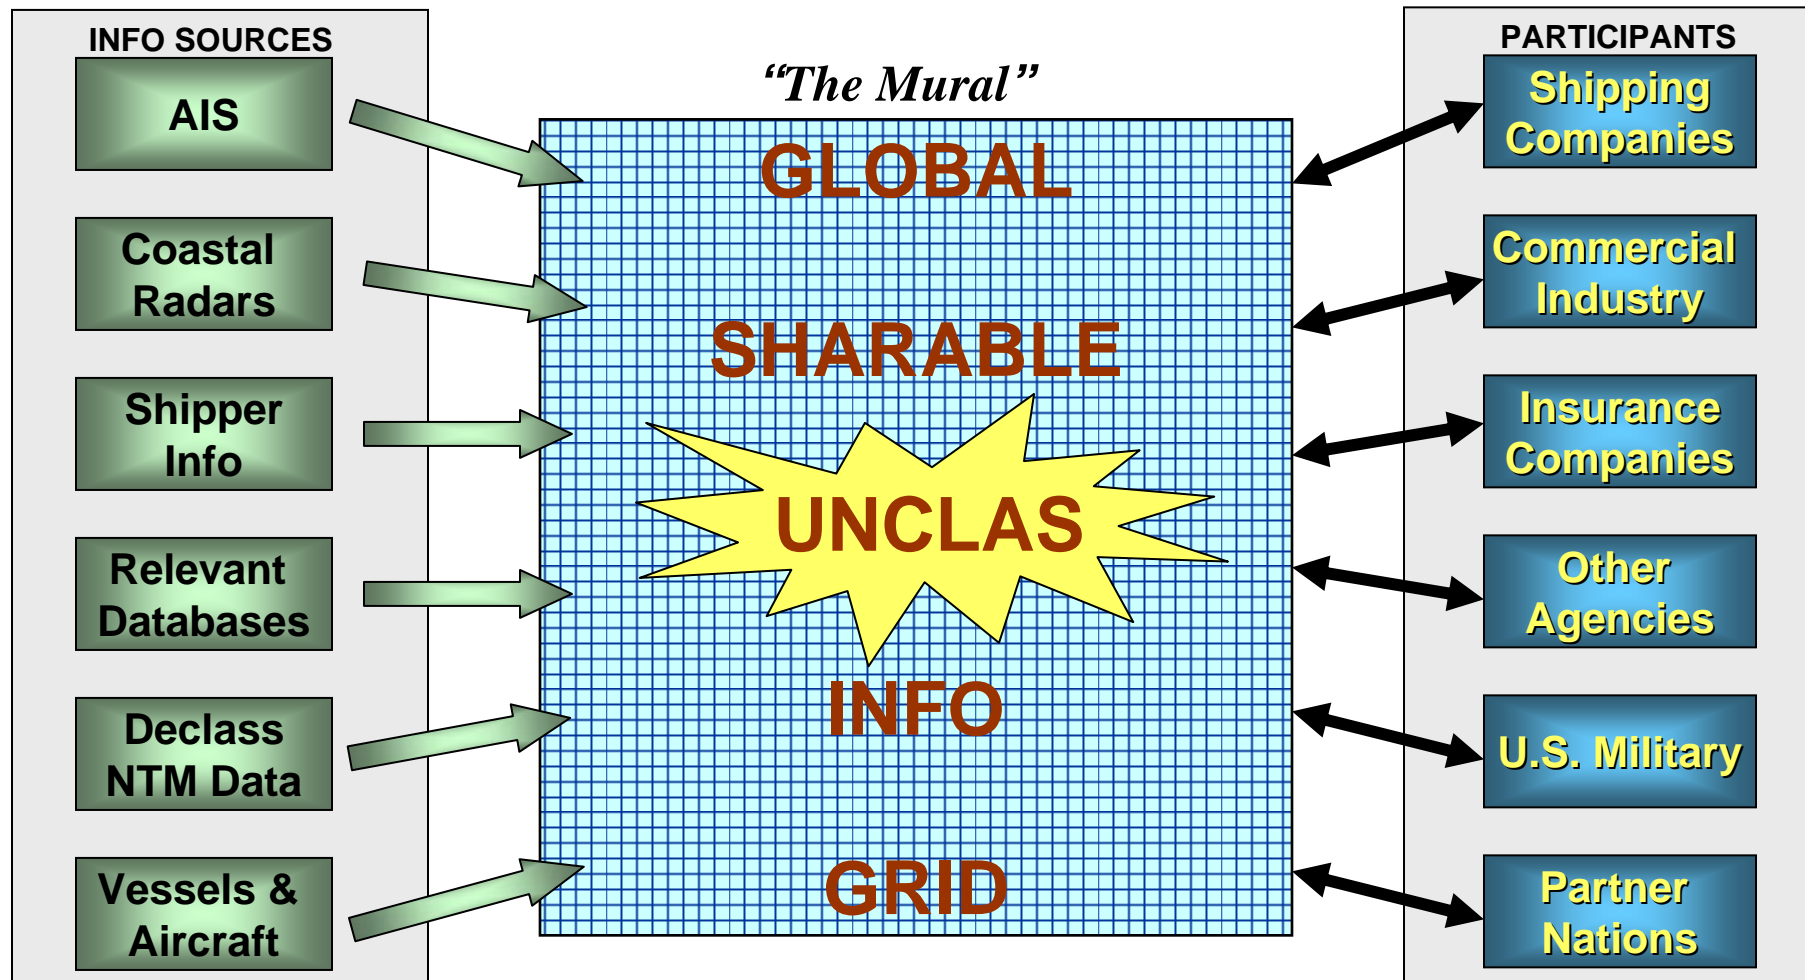 INFO SOURCES
AIS
Coastal
Radars
Shipper
Info
Relevant
Databases
Declass
NTM Data
Vessels &
Aircraft
“The Mural”
GLOBAL
SHARABLE
UNCLAS
INFO
GRID
PARTICIPANTS
Shipping
Companies
Commercial
Industry
Insurance
Companies
Other
Agencies
U.S. Military
Partner
Nations